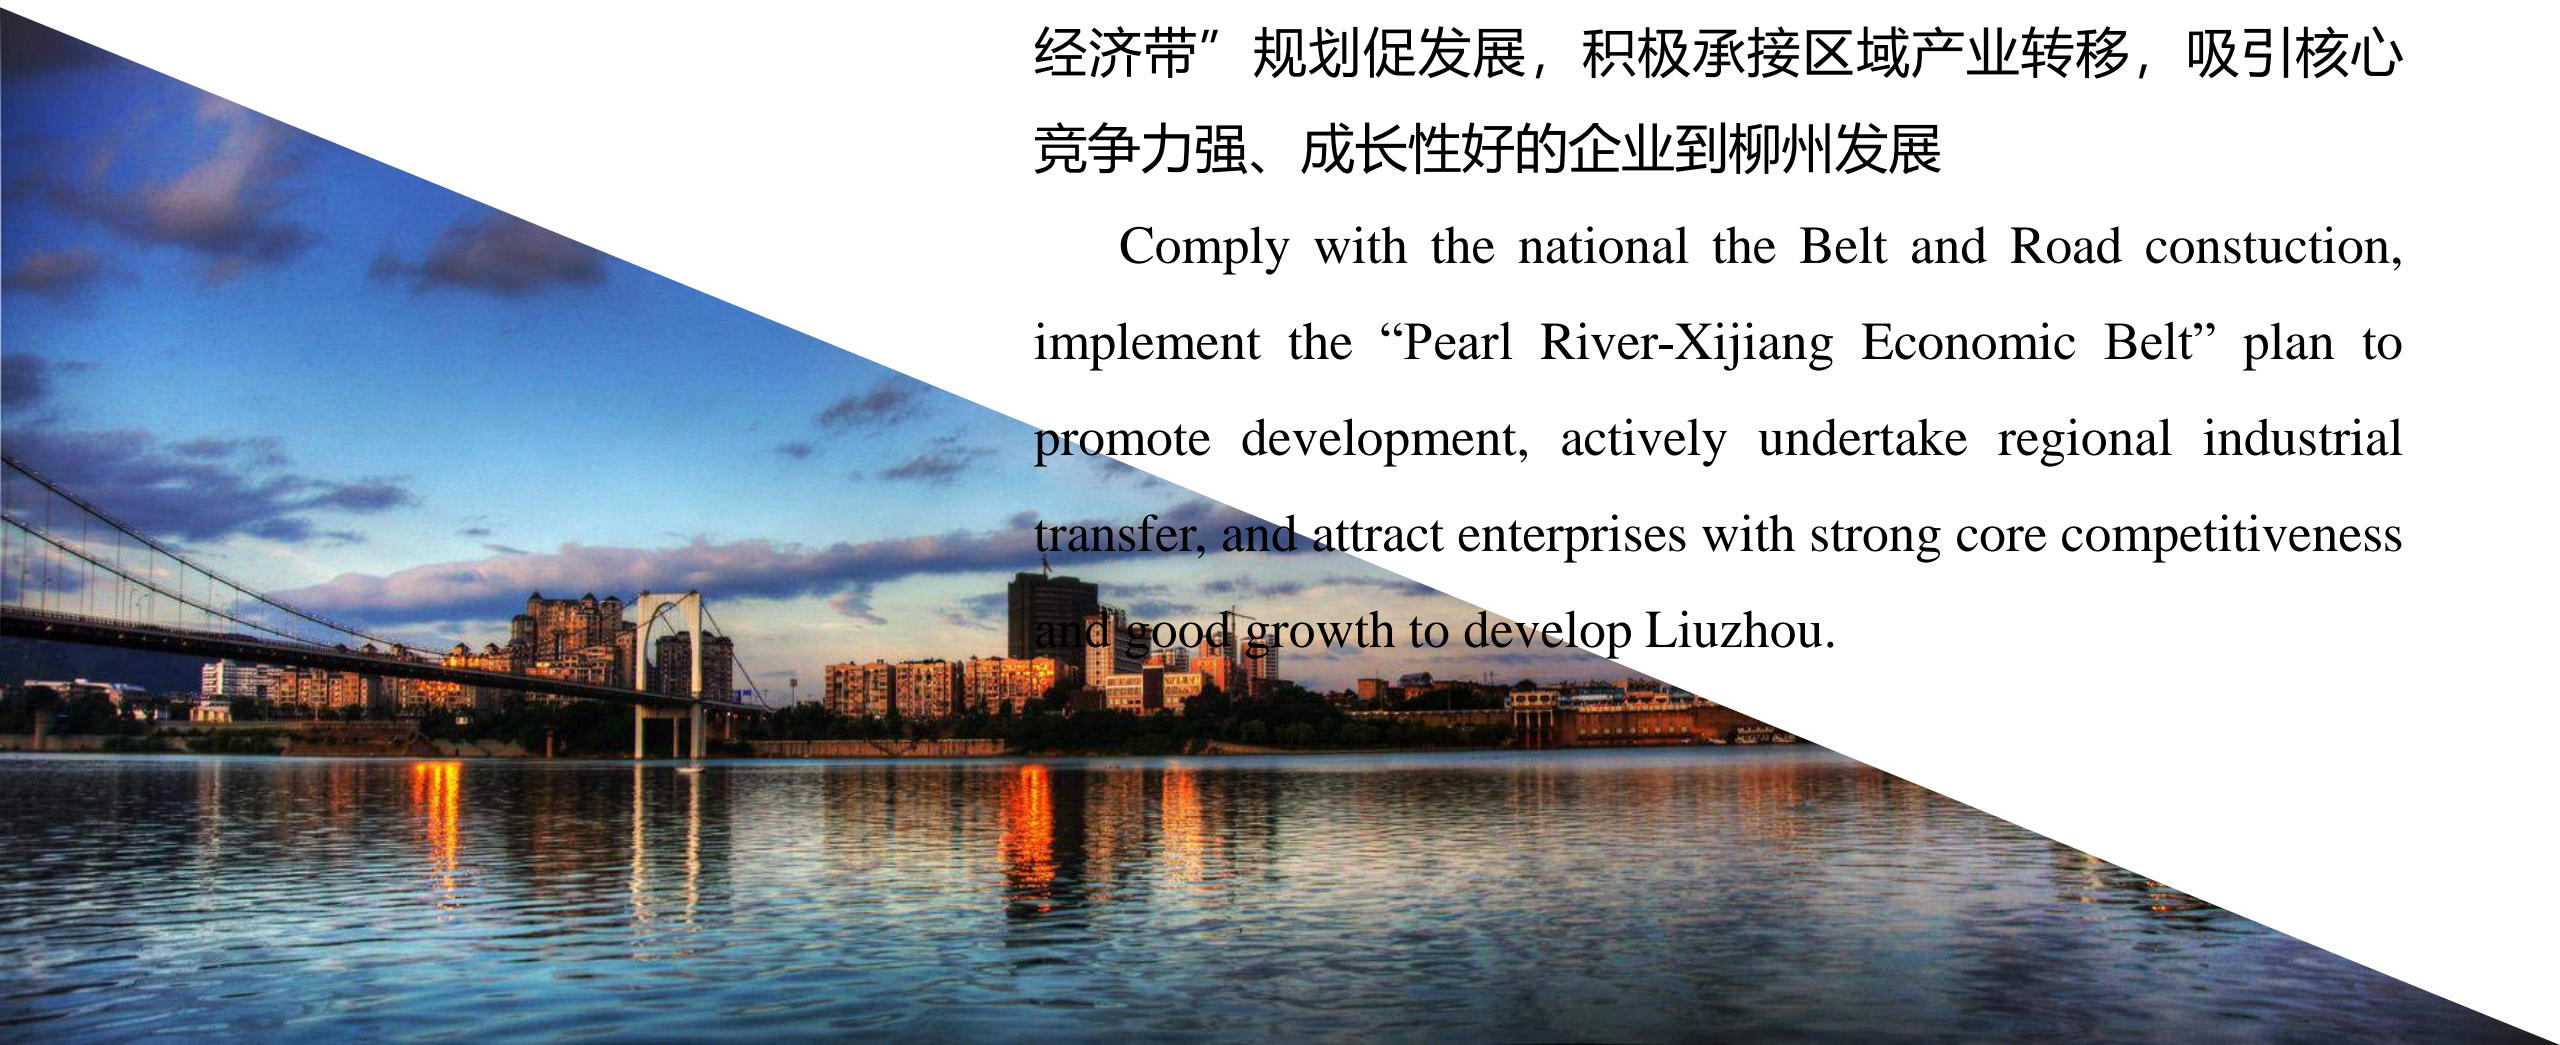 经济带”规划促发展，积极承接区域产业转移，吸引核心
竞争力强、成长性好的企业到柳州发展
Comply with the national the Belt and Road constuction,
implement the “Pearl River-Xijiang Economic Belt” plan to
promote development, actively undertake regional industrial
transfer, and attract enterprises with strong core competitiveness
and good growth to develop Liuzhou.